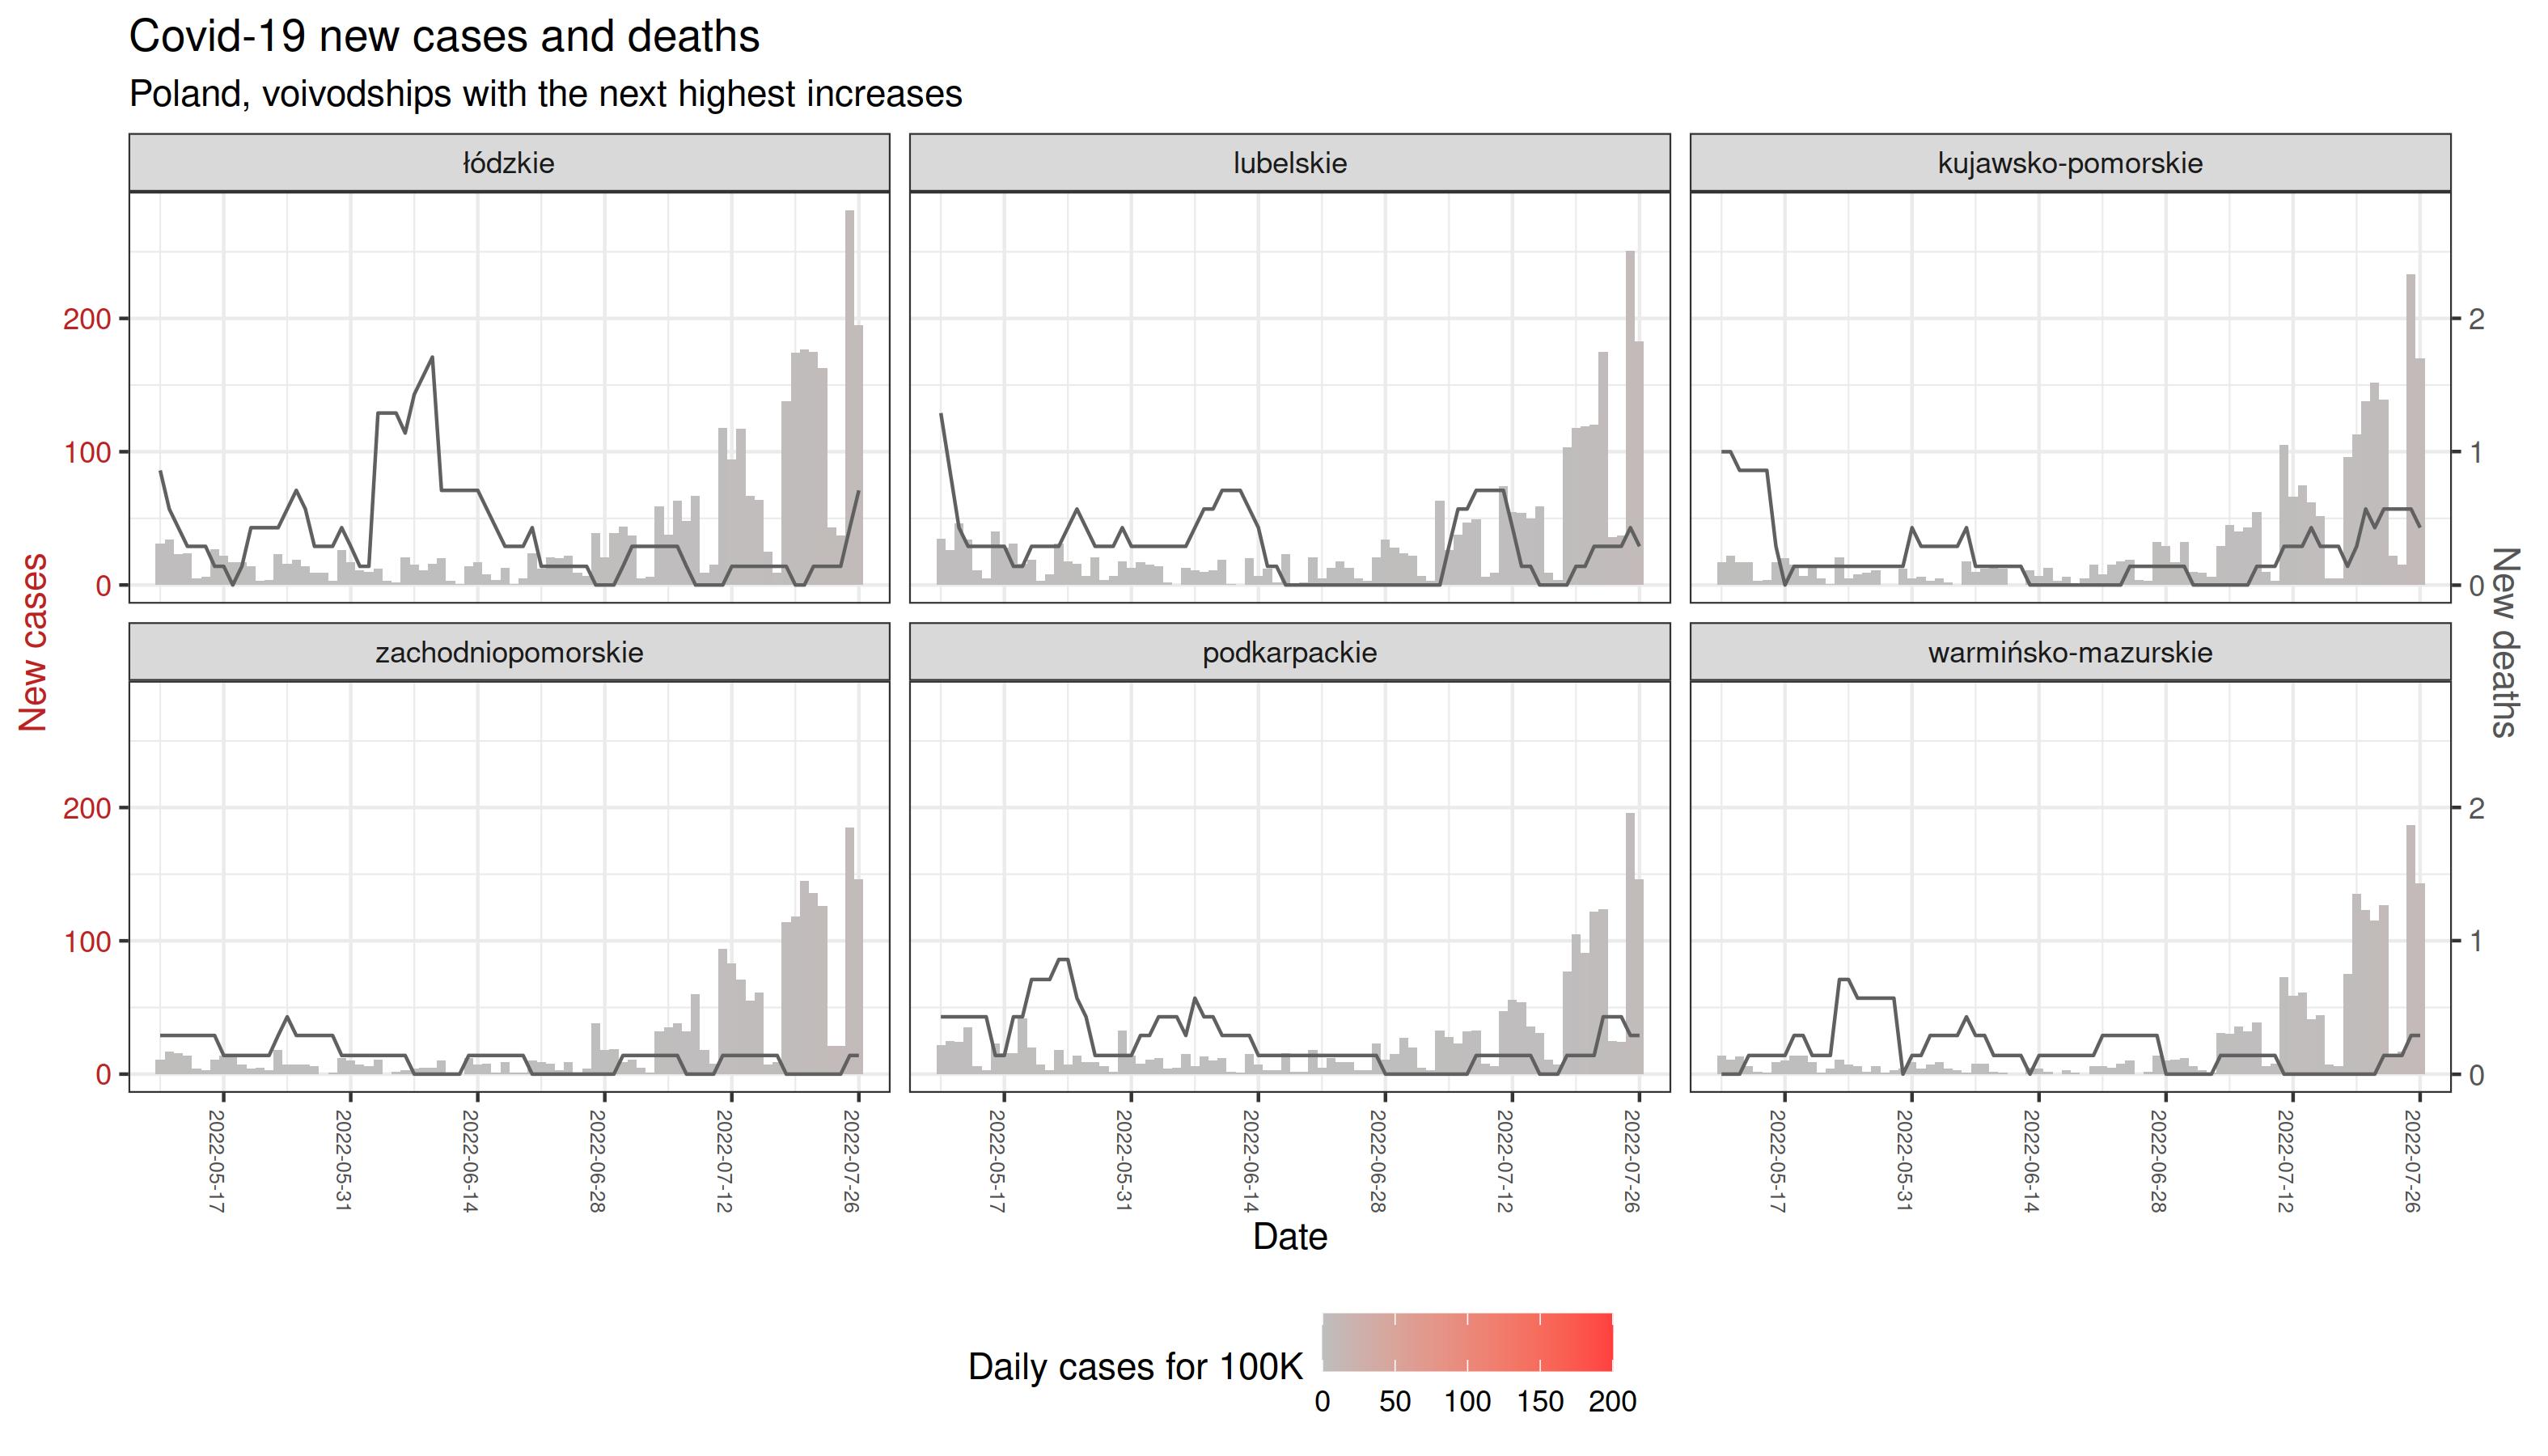 Covid-19 new cases and deaths
Poland, voivodships with the next highest increases
łódzkie
lubelskie
kujawsko-pomorskie
200
100
0
2
1
0
New cases
New deaths
zachodniopomorskie
podkarpackie
warmińsko-mazurskie
200
100
0
2
1
0
2022-05-17
2022-05-31
2022-06-14
2022-06-28
2022-07-12
2022-07-26
2022-05-17
2022-05-31
2022-06-14
2022-06-28
2022-07-12
2022-07-26
2022-05-17
2022-05-31
2022-06-14
2022-06-28
2022-07-12
2022-07-26
Date
Daily cases for 100K
0 50 100 150 200